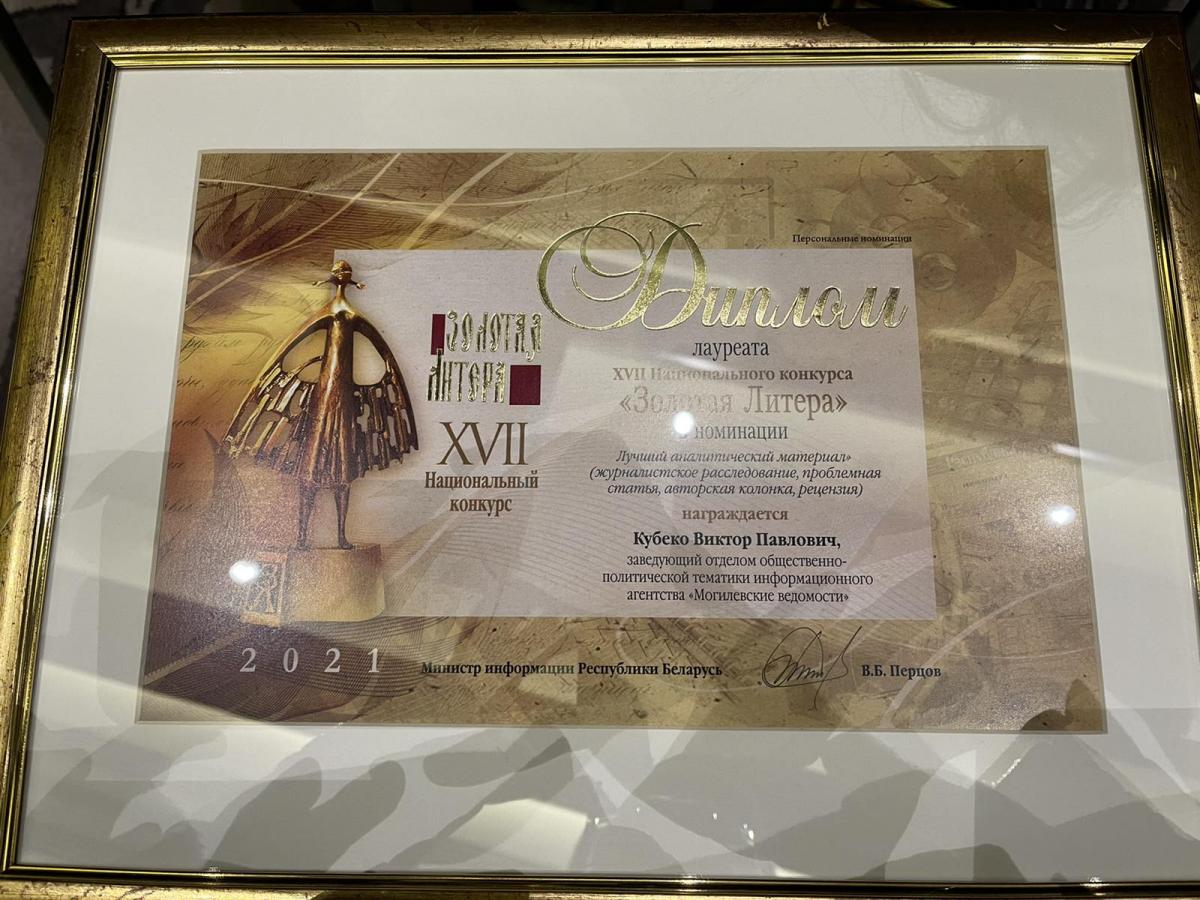 Персональные номинации
Диплом
лауреата
XVII Национального конкурса
«Золотая Литера»
номинации
Лучший аналитический материал»
(журналистское расследование, проблемная
статья, авторская колонка, рецензия)
награждается
Кубеко Виктор Павлович,
заведующий отделом общественно-
политической тематики информационного
агентства «Могилевские ведомости»
ЗОЛОТАЯ
ЛИТЕРА
XVII
Национальный
конкурс
2021
Министр информации Республики Беларусь
В.Б. Перцов